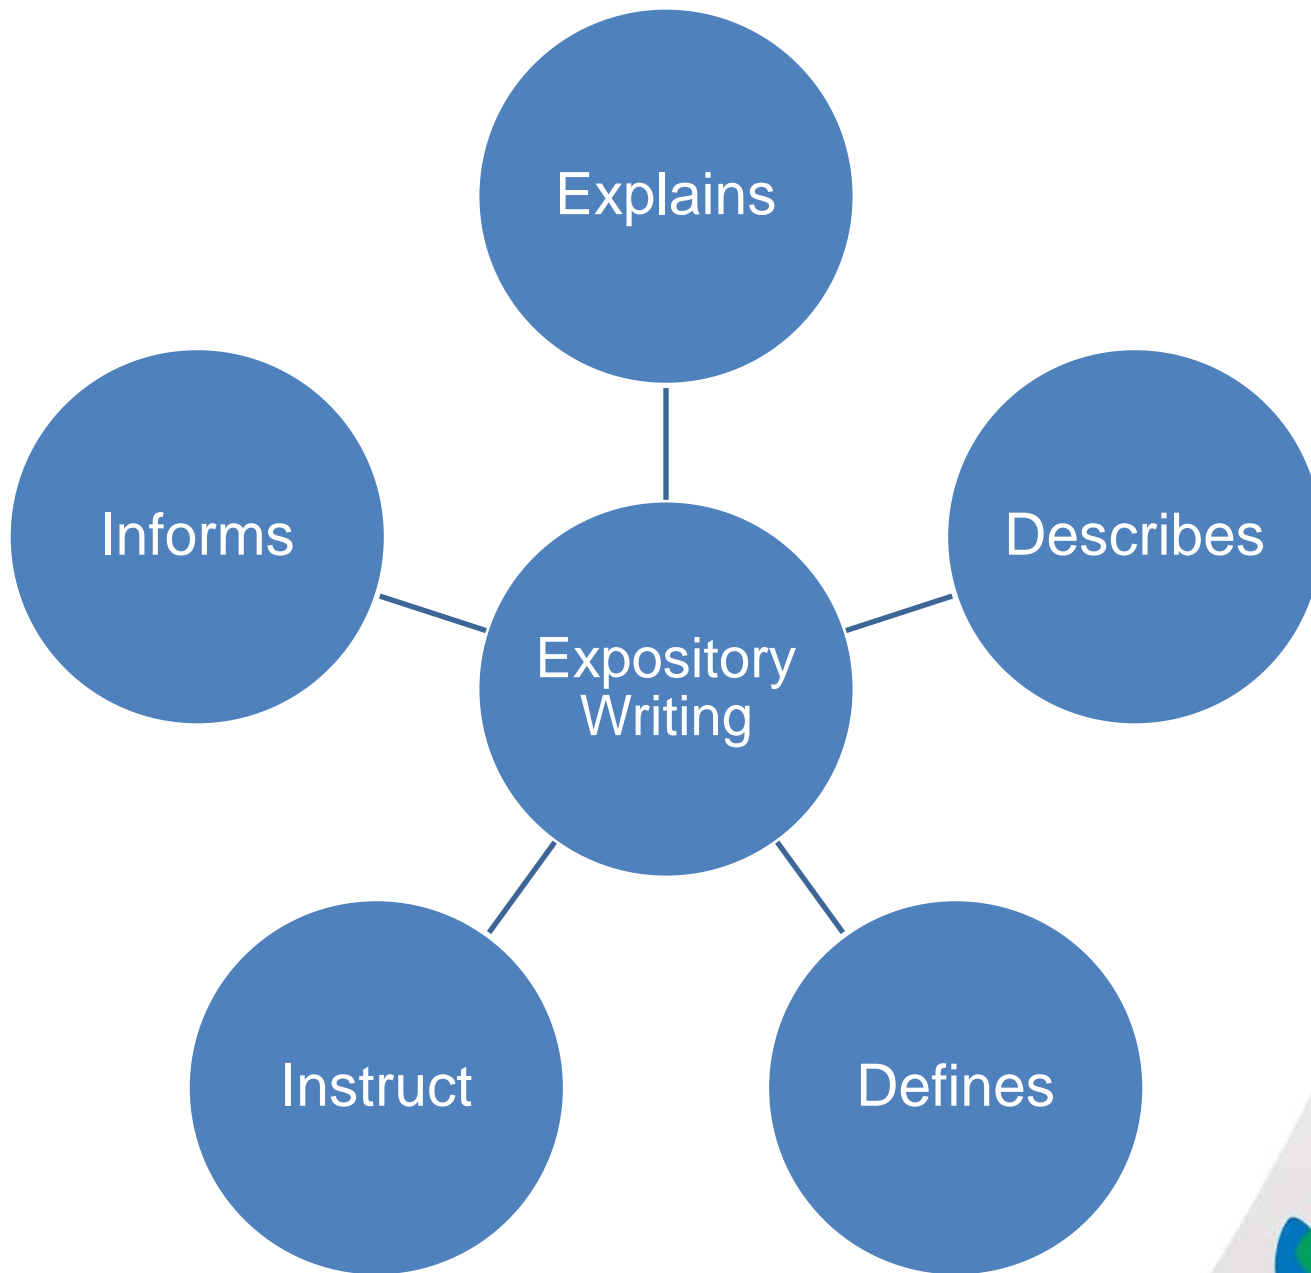 Explains
Informs
Describes
Expository
Writing
Instruct
Defines